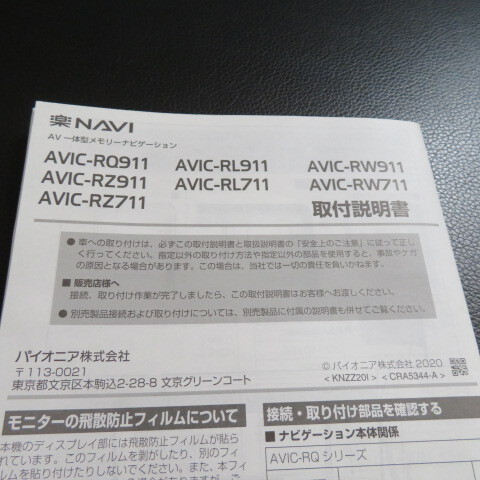 楽NAVI
AV一体型メモリーナビゲーション
AVIC-RQ911 AVIC-RL911 AVIC-RW911
AVIC-RZ911 AVIC-RL711 AVIC-RW711
AVIC-RZ711 取付説明書
● 車への取り付けは、必ずこの取付説明書と取扱説明書の「安全上のご注意」に従って正し
く行ってください。指定以外の取り付け方法や指定以外の部品を使用すると、事故やケガ
の原因となる場合があります。この場合は、当社では一切の責任を負いかねます。
■ 販売店様へ
接続、取り付け作業が完了しましたら、この取付説明書はお客様へお渡しください。
● 別売製品接続および取り付けについては、別売製品に付属の説明書も併せてご覧ください。
パイオニア株式会社
〒113-0021
東京都文京区本駒込2-28-8 文京グリーンコート
© パイオニア株式会社 2020
< KNZZ20I > < CRA5344-A >
モニターの飛散防止フィルムについて
本機のディスプレイ部には飛散防止フィルムが貼ら
れています。このフィルムを剥がしたり、別のフィ
ルムを貼り付けたりしないでください。また、本フィ
接続・取り付け部品を確認する
■ ナビゲーション本体関係
AVIC-RQ シリーズ